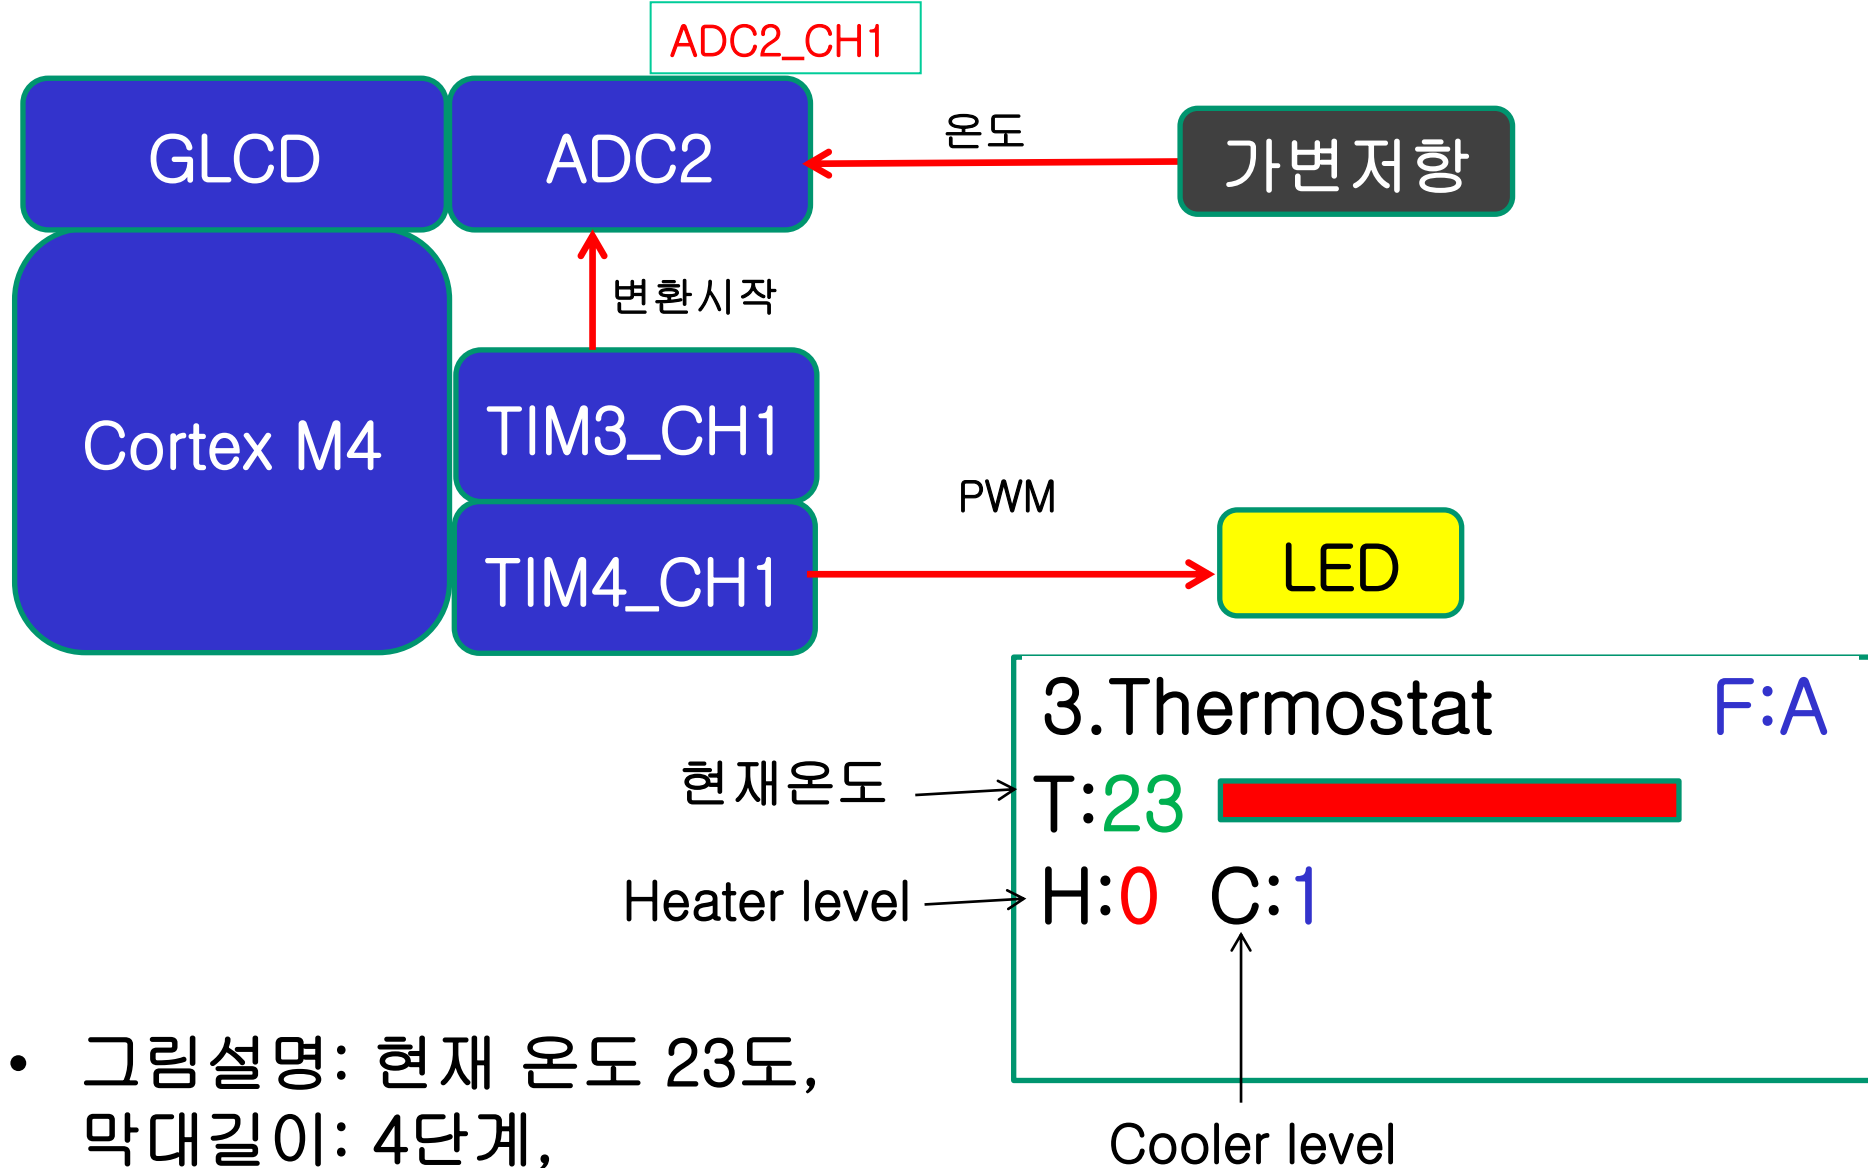 ADC2_CH1
GLCD
ADC2
온도
가변저항
변환시작
Cortex M4
TIM3_CH1
PWM
TIM4_CH1
LED
3.Thermostat F:A
현재온도
T:23
Heater level
H:0 C:1
• 그림설명: 현재 온도 23도,
막대길이: 4단계,
Cooler level